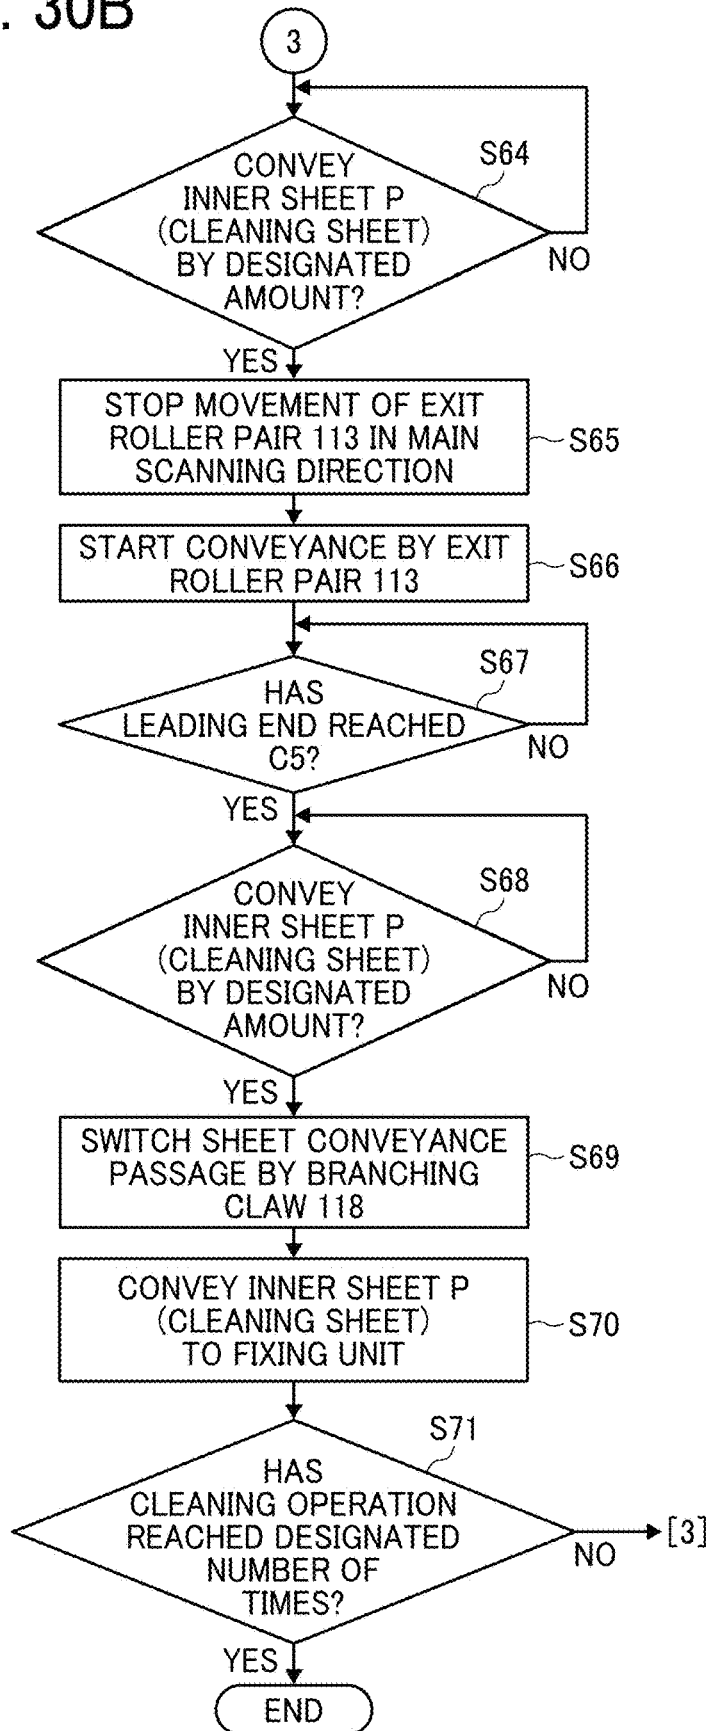 . 30B
3
CONVEY
INNER SHEET P
(CLEANING SHEET)
BY DESIGNATED
AMOUNT?
S64
NO
YES
STOP MOVEMENT OF EXIT
ROLLER PAIR 113 IN MAIN
SCANNING DIRECTION
S65
START CONVEYANCE BY EXIT
ROLLER PAIR 113
S66
HAS
LEADING END REACHED
C5?
S67
NO
YES
CONVEY
INNER SHEET P
(CLEANING SHEET)
BY DESIGNATED
AMOUNT?
S68
NO
YES
SWITCH SHEET CONVEYANCE
PASSAGE BY BRANCHING
CLAW 118
S69
CONVEY INNER SHEET P
(CLEANING SHEET)
TO FIXING UNIT
S70
HAS
CLEANING OPERATION
REACHED DESIGNATED
NUMBER OF
TIMES?
S71
NO
[3]
YES
END